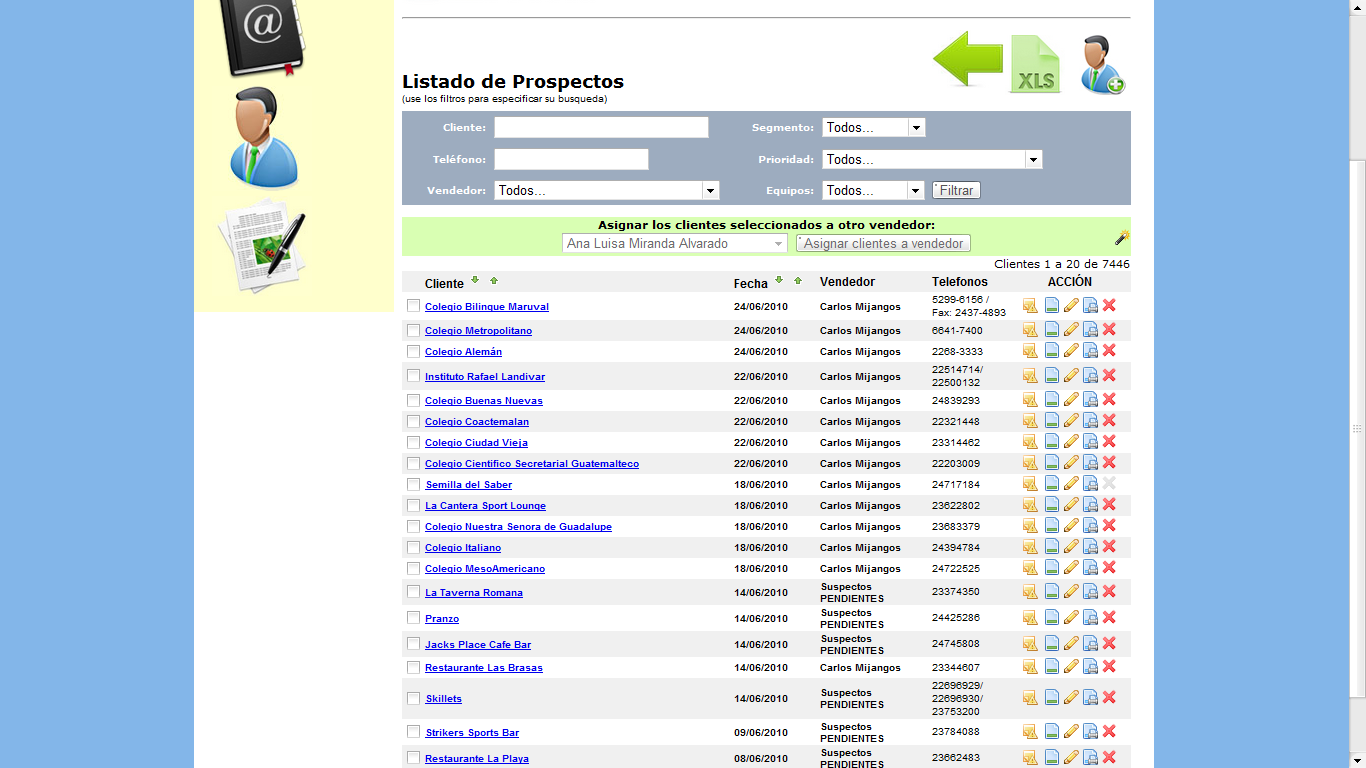 @
XLS
Listado de Prospectos
(use los filtros para especificar su busqueda)
Cliente: Segmento: Todos...
Teléfono: Prioridad: Todos...
Vendedor: Todos... Equipos: Todos... Filtrar
Asignar los clientes seleccionados a otro vendedor:
Ana Luisa Miranda Alvarado Asignar clientes a vendedor
Clientes 1 a 20 de 7446
Cliente Fecha Vendedor Telefonos ACCIÓN
Colegio Bilingue Maruval 24/06/2010 Carlos Mijangos 5299-6156 /
Fax: 2437-4893
Colegio Metropolitano 24/06/2010 Carlos Mijangos 6641-7400
Colegio Alemán 24/06/2010 Carlos Mijangos 2268-3333
Instituto Rafael Landivar 22/06/2010 Carlos Mijangos 22514714/
22500132
Colegio Buenas Nuevas 22/06/2010 Carlos Mijangos 24839293
Colegio Coactemalan 22/06/2010 Carlos Mijangos 22321448
Colegio Ciudad Vieja 22/06/2010 Carlos Mijangos 23314462
Colegio Cientifico Secretarial Guatemalteco 22/06/2010 Carlos Mijangos 22203009
Semilla del Saber 18/06/2010 Carlos Mijangos 24717184
La Cantera Sport Lounge 18/06/2010 Carlos Mijangos 23622802
Colegio Nuestra Senora de Guadalupe 18/06/2010 Carlos Mijangos 23683379
Colegio Italiano 18/06/2010 Carlos Mijangos 24394784
Colegio MesoAmericano 18/06/2010 Carlos Mijangos 24722525
La Taverna Romana 14/06/2010 Suspectos PENDIENTES 23374350
Pranzo 14/06/2010 Suspectos PENDIENTES 24425286
Jacks Place Cafe Bar 14/06/2010 Suspectos PENDIENTES 24745808
Restaurante Las Brasas 14/06/2010 Carlos Mijangos 23344607
Skillets 14/06/2010 Suspectos PENDIENTES 22696929/
22696930/
23753200
Strikers Sports Bar 09/06/2010 Suspectos PENDIENTES 23784088
Restaurante La Playa 08/06/2010 Suspectos PENDIENTES 23662483